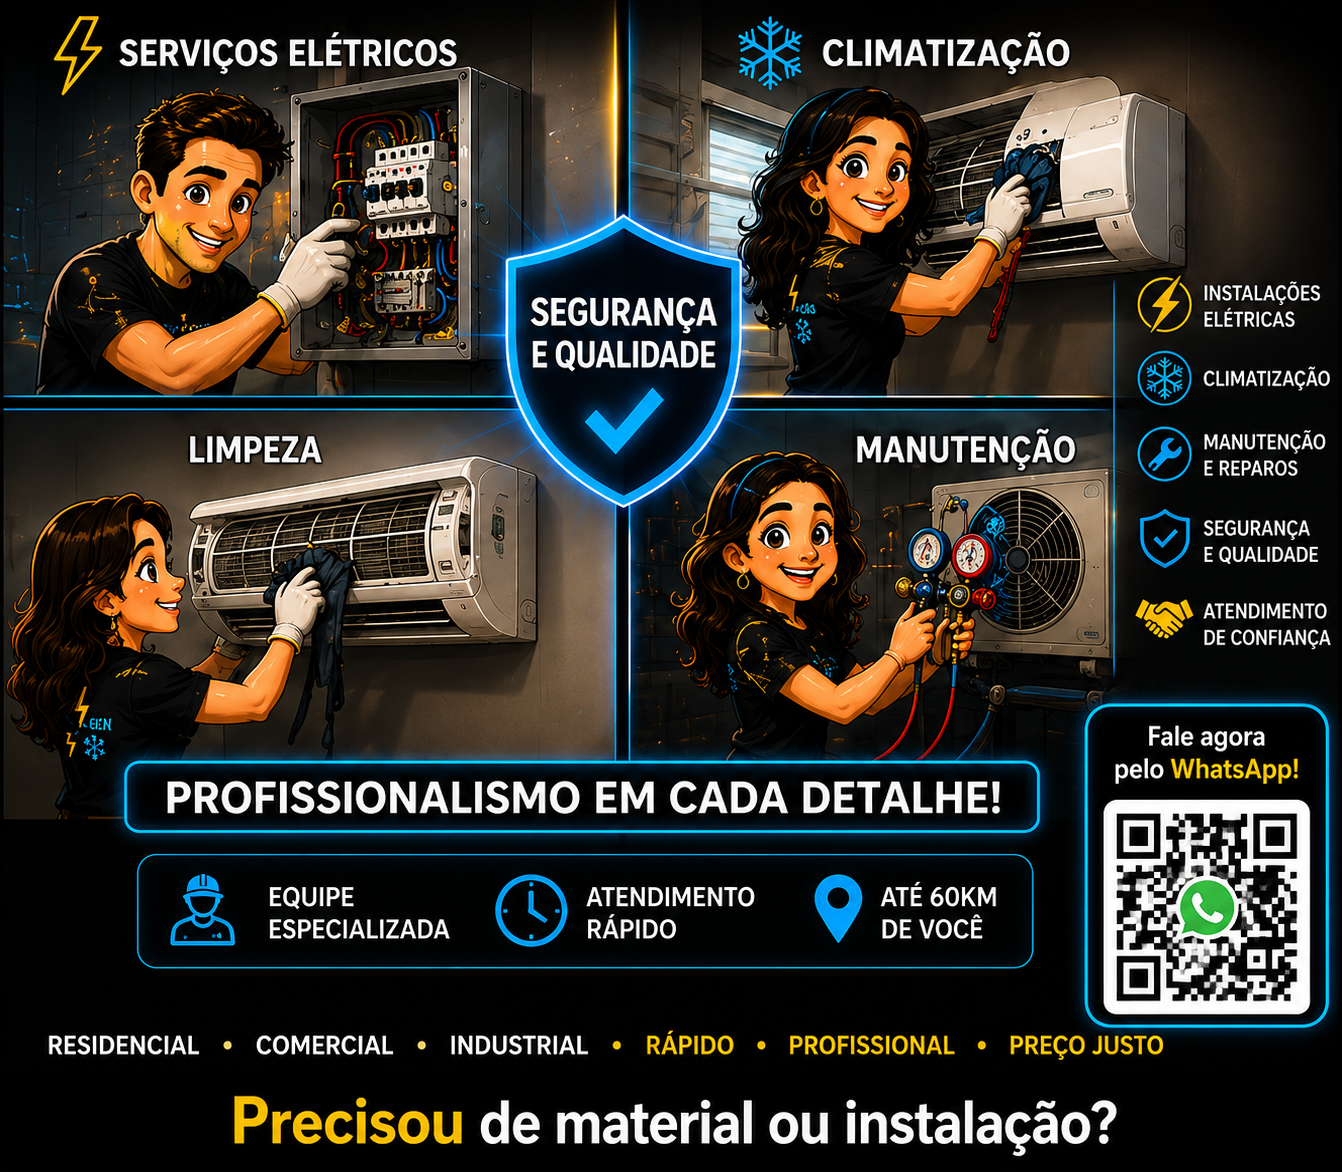 SERVIÇOS ELÉTRICOS
CLIMATIZAÇÃO
SEGURANÇA
E QUALIDADE
LIMPEZA
MANUTENÇÃO
INSTALAÇÕES
ELÉTRICAS
CLIMATIZAÇÃO
MANUTENÇÃO
E REPAROS
SEGURANÇA
E QUALIDADE
ATENDIMENTO
DE CONFIANÇA
Fale agora
pelo WhatsApp!
PROFISSIONALISMO EM CADA DETALHE!
EQUIPE
ESPECIALIZADA
ATENDIMENTO
RÁPIDO
ATÉ 60KM
DE VOCÊ
RESIDENCIAL • COMERCIAL • INDUSTRIAL • RÁPIDO • PROFISSIONAL • PREÇO JUSTO
Precisou de material ou instalação?